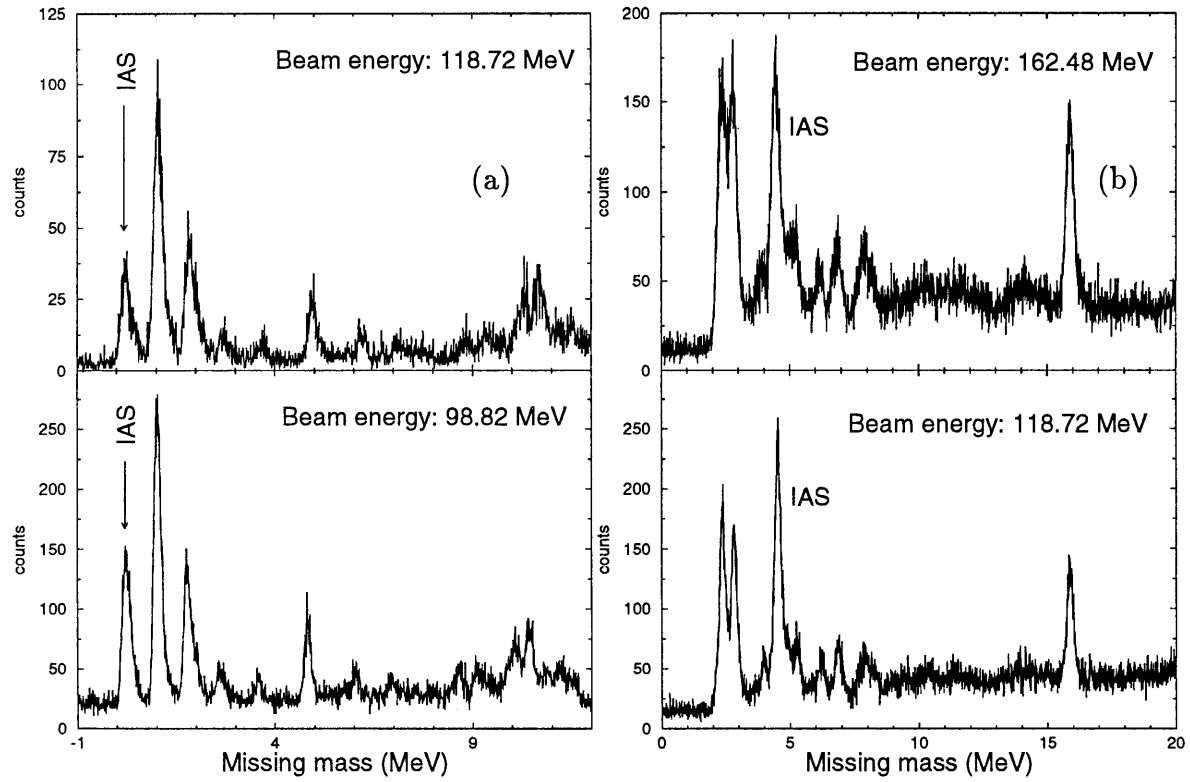 125
100
75
50
25
0
counts
IAS
Beam energy: 118.72 MeV
(a)
250
200
150
100
50
0
counts
IAS
Beam energy: 98.82 MeV
-1
4
9
Missing mass (MeV)
200
150
100
50
0
counts
Beam energy: 162.48 MeV
IAS
(b)
250
200
150
100
50
0
counts
Beam energy: 118.72 MeV
IAS
0
5
10
15
20
Missing mass (MeV)